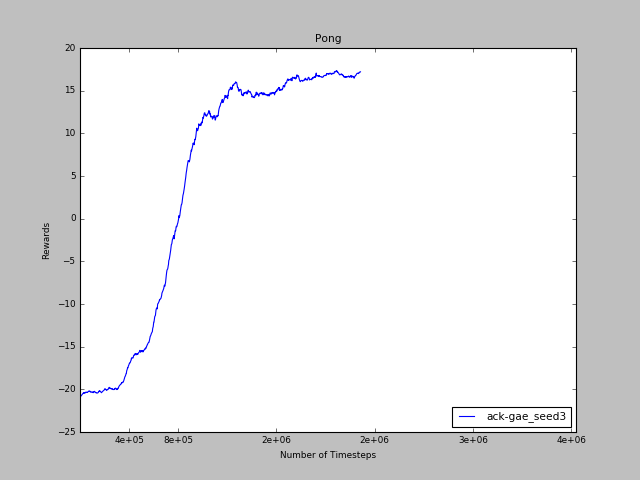 Pong
20
15
10
5
0
−5
−10
−15
−20
−25
Rewards
4e+05 8e+05 2e+06 2e+06 3e+06 4e+06
Number of Timesteps
ack-gae_seed3